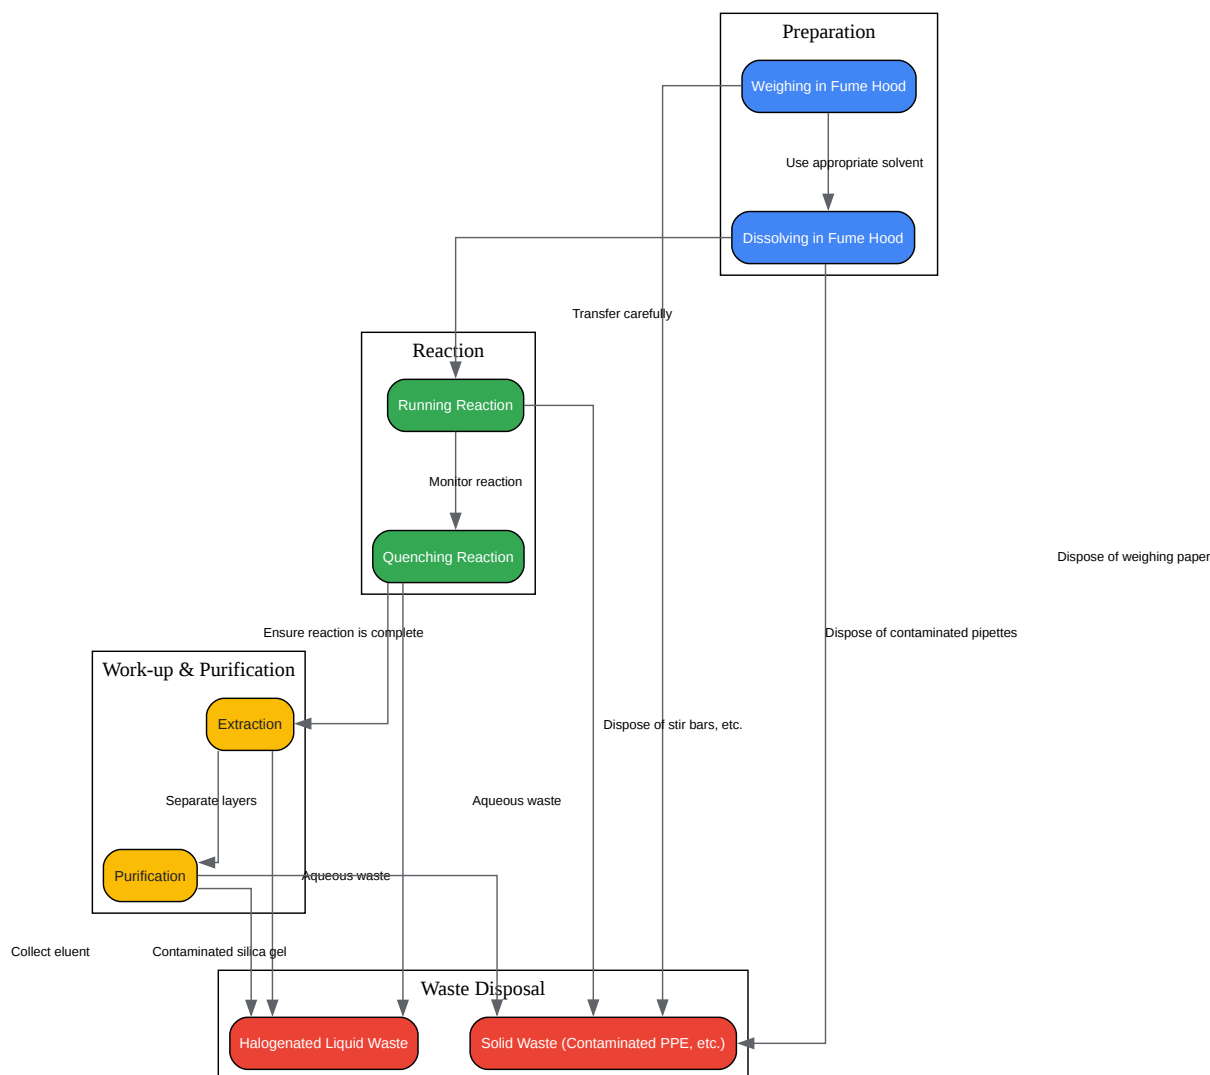 Preparation
Weighing in Fume Hood
Use appropriate solvent
Dissolving in Fume Hood
Transfer carefully
Reaction
Running Reaction
Monitor reaction
Quenching Reaction
Dispose of weighing paper
Ensure reaction is complete
Dispose of contaminated pipettes
Work-up & Purification
Extraction
Dispose of stir bars, etc.
Separate layers
Aqueous waste
Purification
Aqueous waste
Collect eluent
Contaminated silica gel
Waste Disposal
Halogenated Liquid Waste
Solid Waste (Contaminated PPE, etc.)